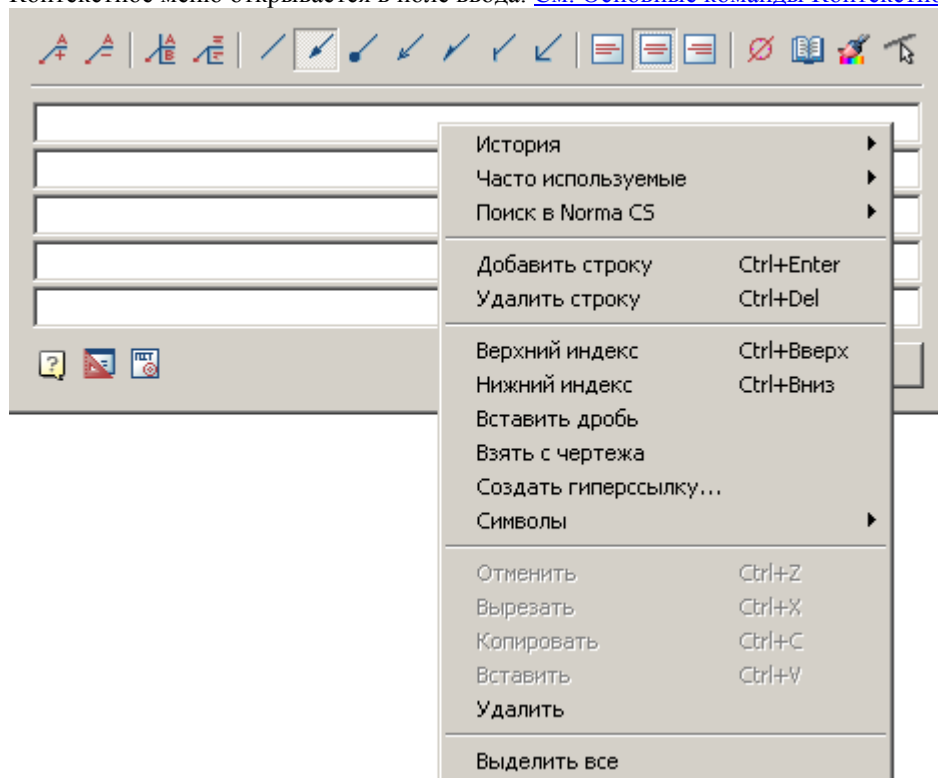 Контекстное меню открывается в поле ввода. См. Основные команды Контекстно
История
Часто используемые
Поиск в Norma CS
Добавить строку Ctrl+Enter
Удалить строку Ctrl+Del
Верхний индекс Ctrl+Вверх
Нижний индекс Ctrl+Вниз
Вставить дробь
Взять с чертежа
Создать гиперссылку...
Символы
Отменить Ctrl+Z
Вырезать Ctrl+X
Копировать Ctrl+C
Вставить Ctrl+V
Удалить
Выделить все